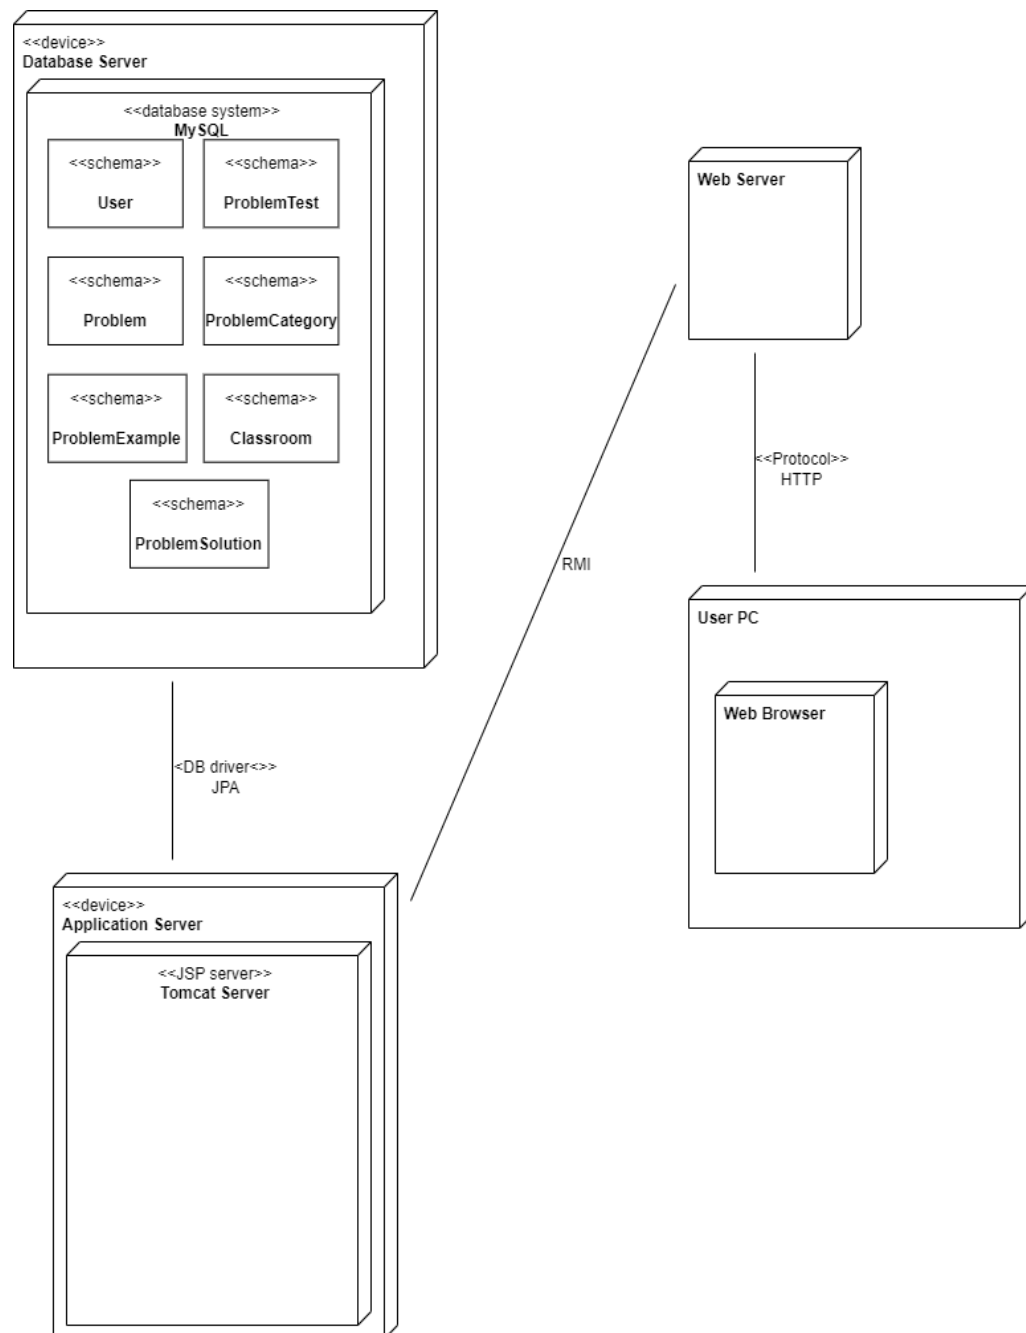 <<device>>
Database Server
<<database system>>
MySQL
<<schema>>
User
<<schema>>
ProblemTest
<<schema>>
Problem
<<schema>>
ProblemCategory
<<schema>>
ProblemExample
<<schema>>
Classroom
<<schema>>
ProblemSolution
Web Server
<<Protocol>>
HTTP
RMI
User PC
Web Browser
<DB driver<>>
JPA
<<device>>
Application Server
<<JSP server>>
Tomcat Server